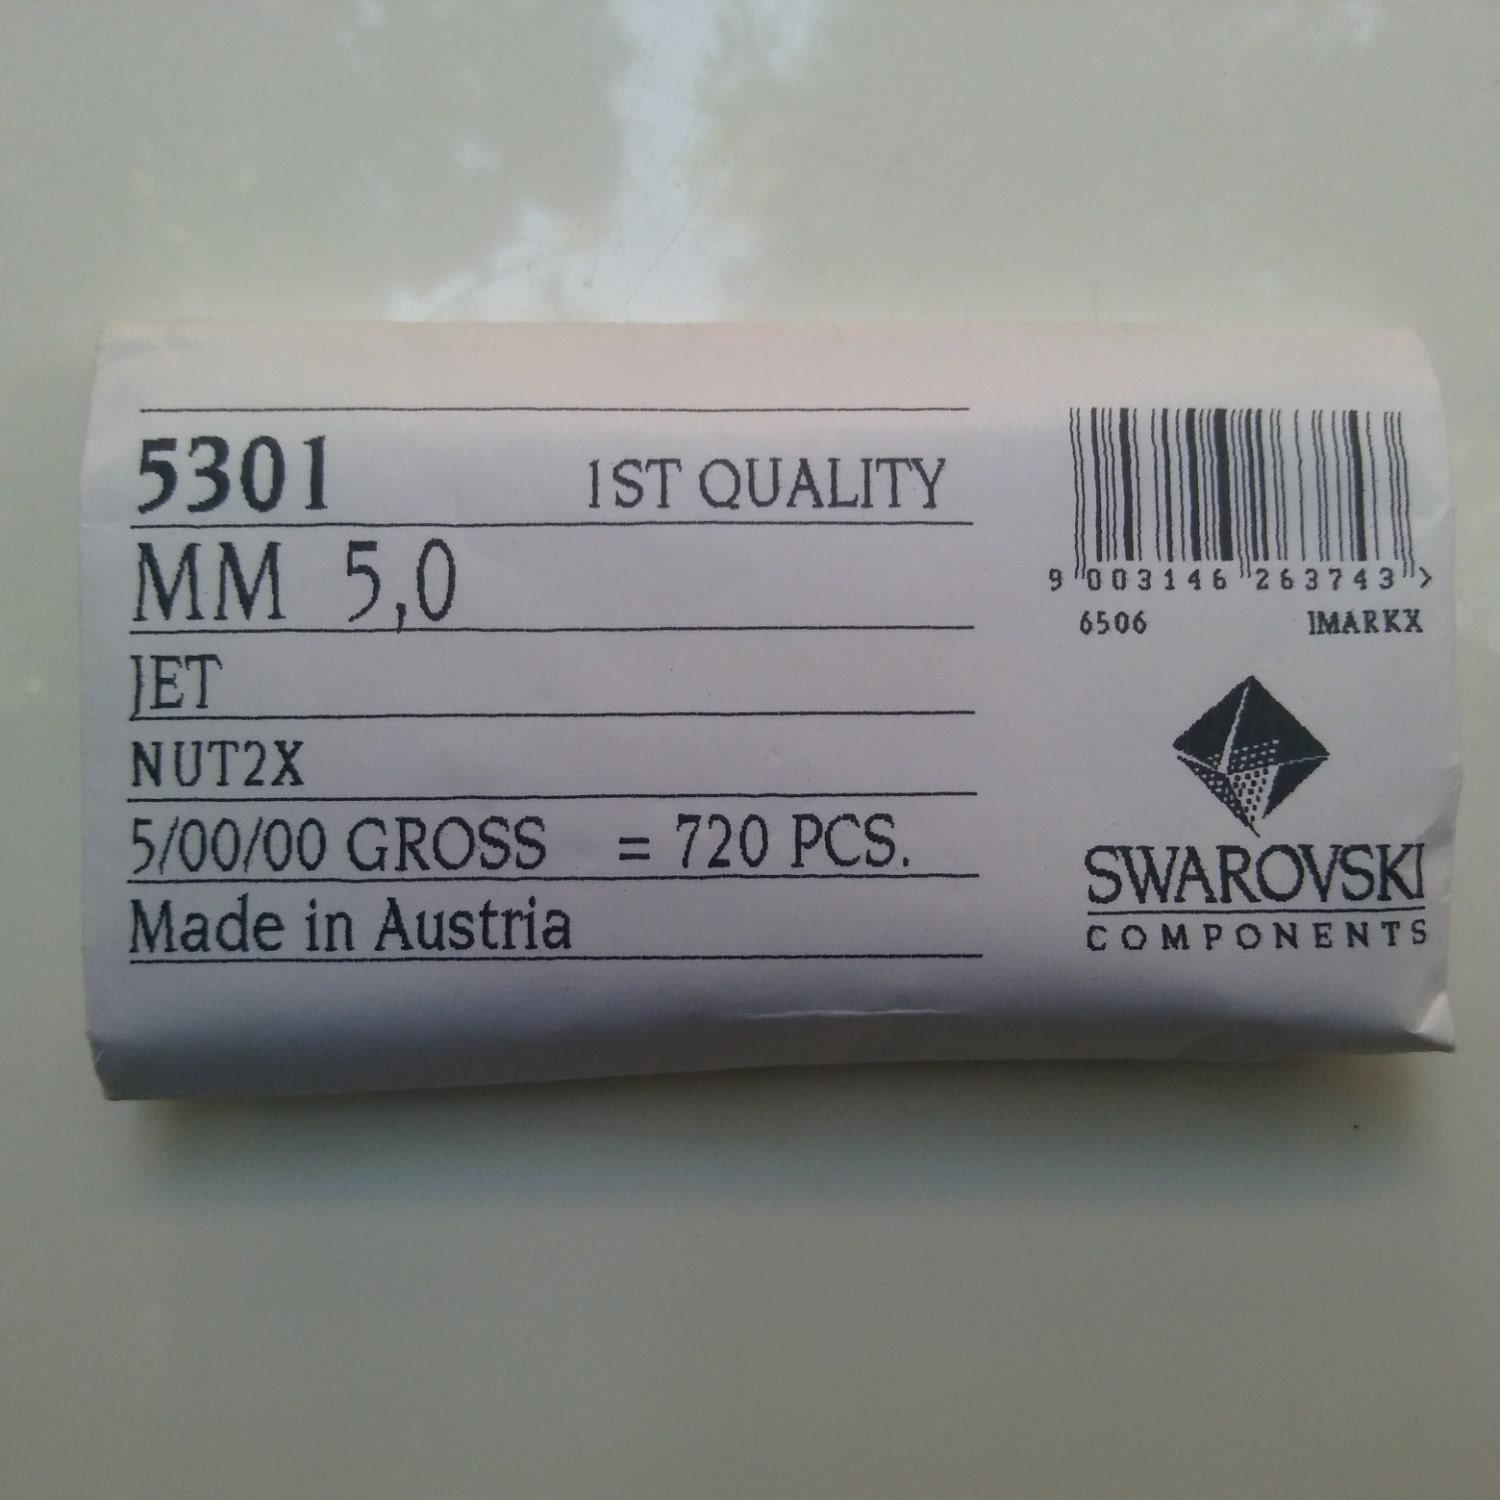 5301 1ST QUALITY
MM 5,0
JET
NUT2X
5/00/00 GROSS = 720 PCS.
Made in Austria
9 003146 263743 >
6506 IMARKX
SWAROVSKI
COMPONENTS